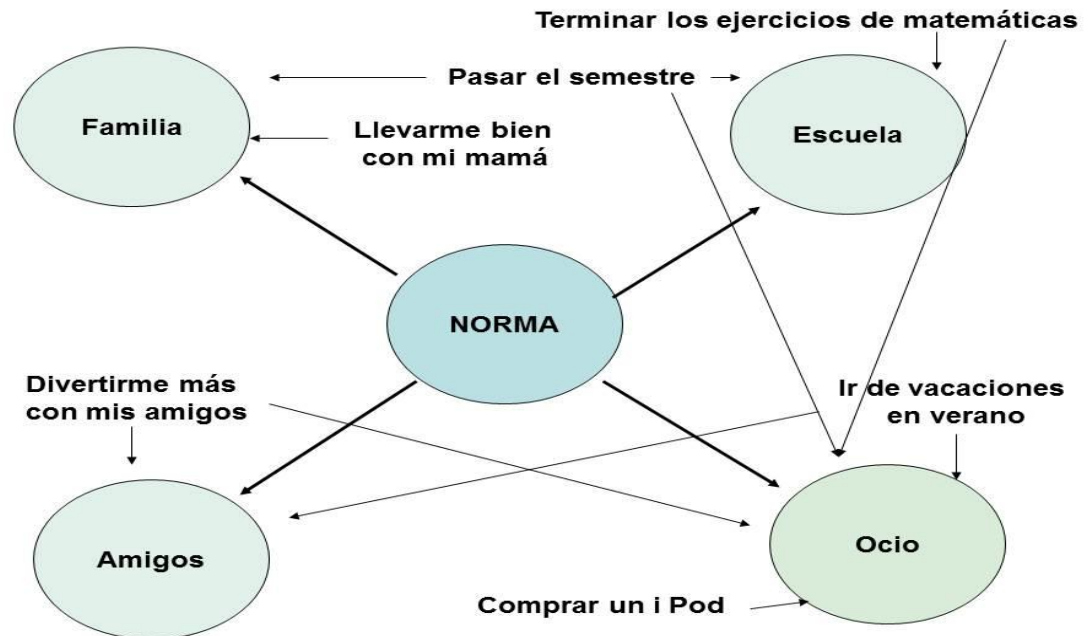 Terminar los ejercicios de matemáticas
Pasar el semestre
Familia
Llevarme bien
con mi mamá
Escuela
NORMA
Divertirme más
con mis amigos
Ir de vacaciones
en verano
Amigos
Ocio
Comprar un i Pod